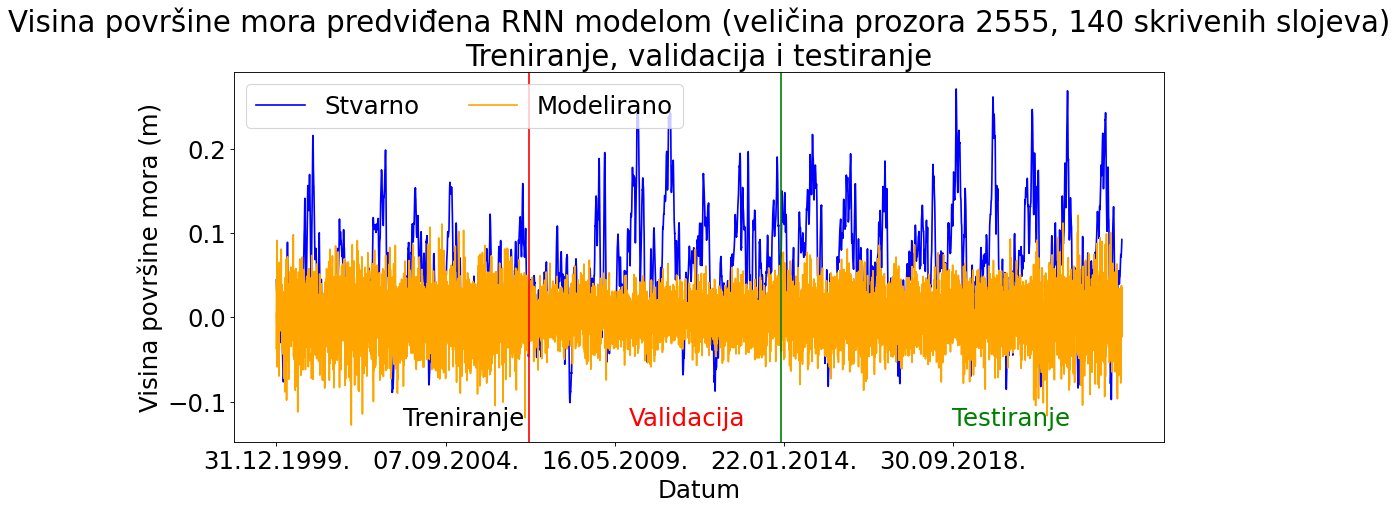 Visina površine mora predviđena RNN modelom (veličina prozora 2555, 140 skrivenih slojeva)
Treniranje, validacija i testiranje
Stvarno
Modelirano
Visina površine mora (m)
0.2
0.1
0.0
−0.1
Treniranje
Validacija
Testiranje
31.12.1999.
07.09.2004.
16.05.2009.
22.01.2014.
30.09.2018.
Datum